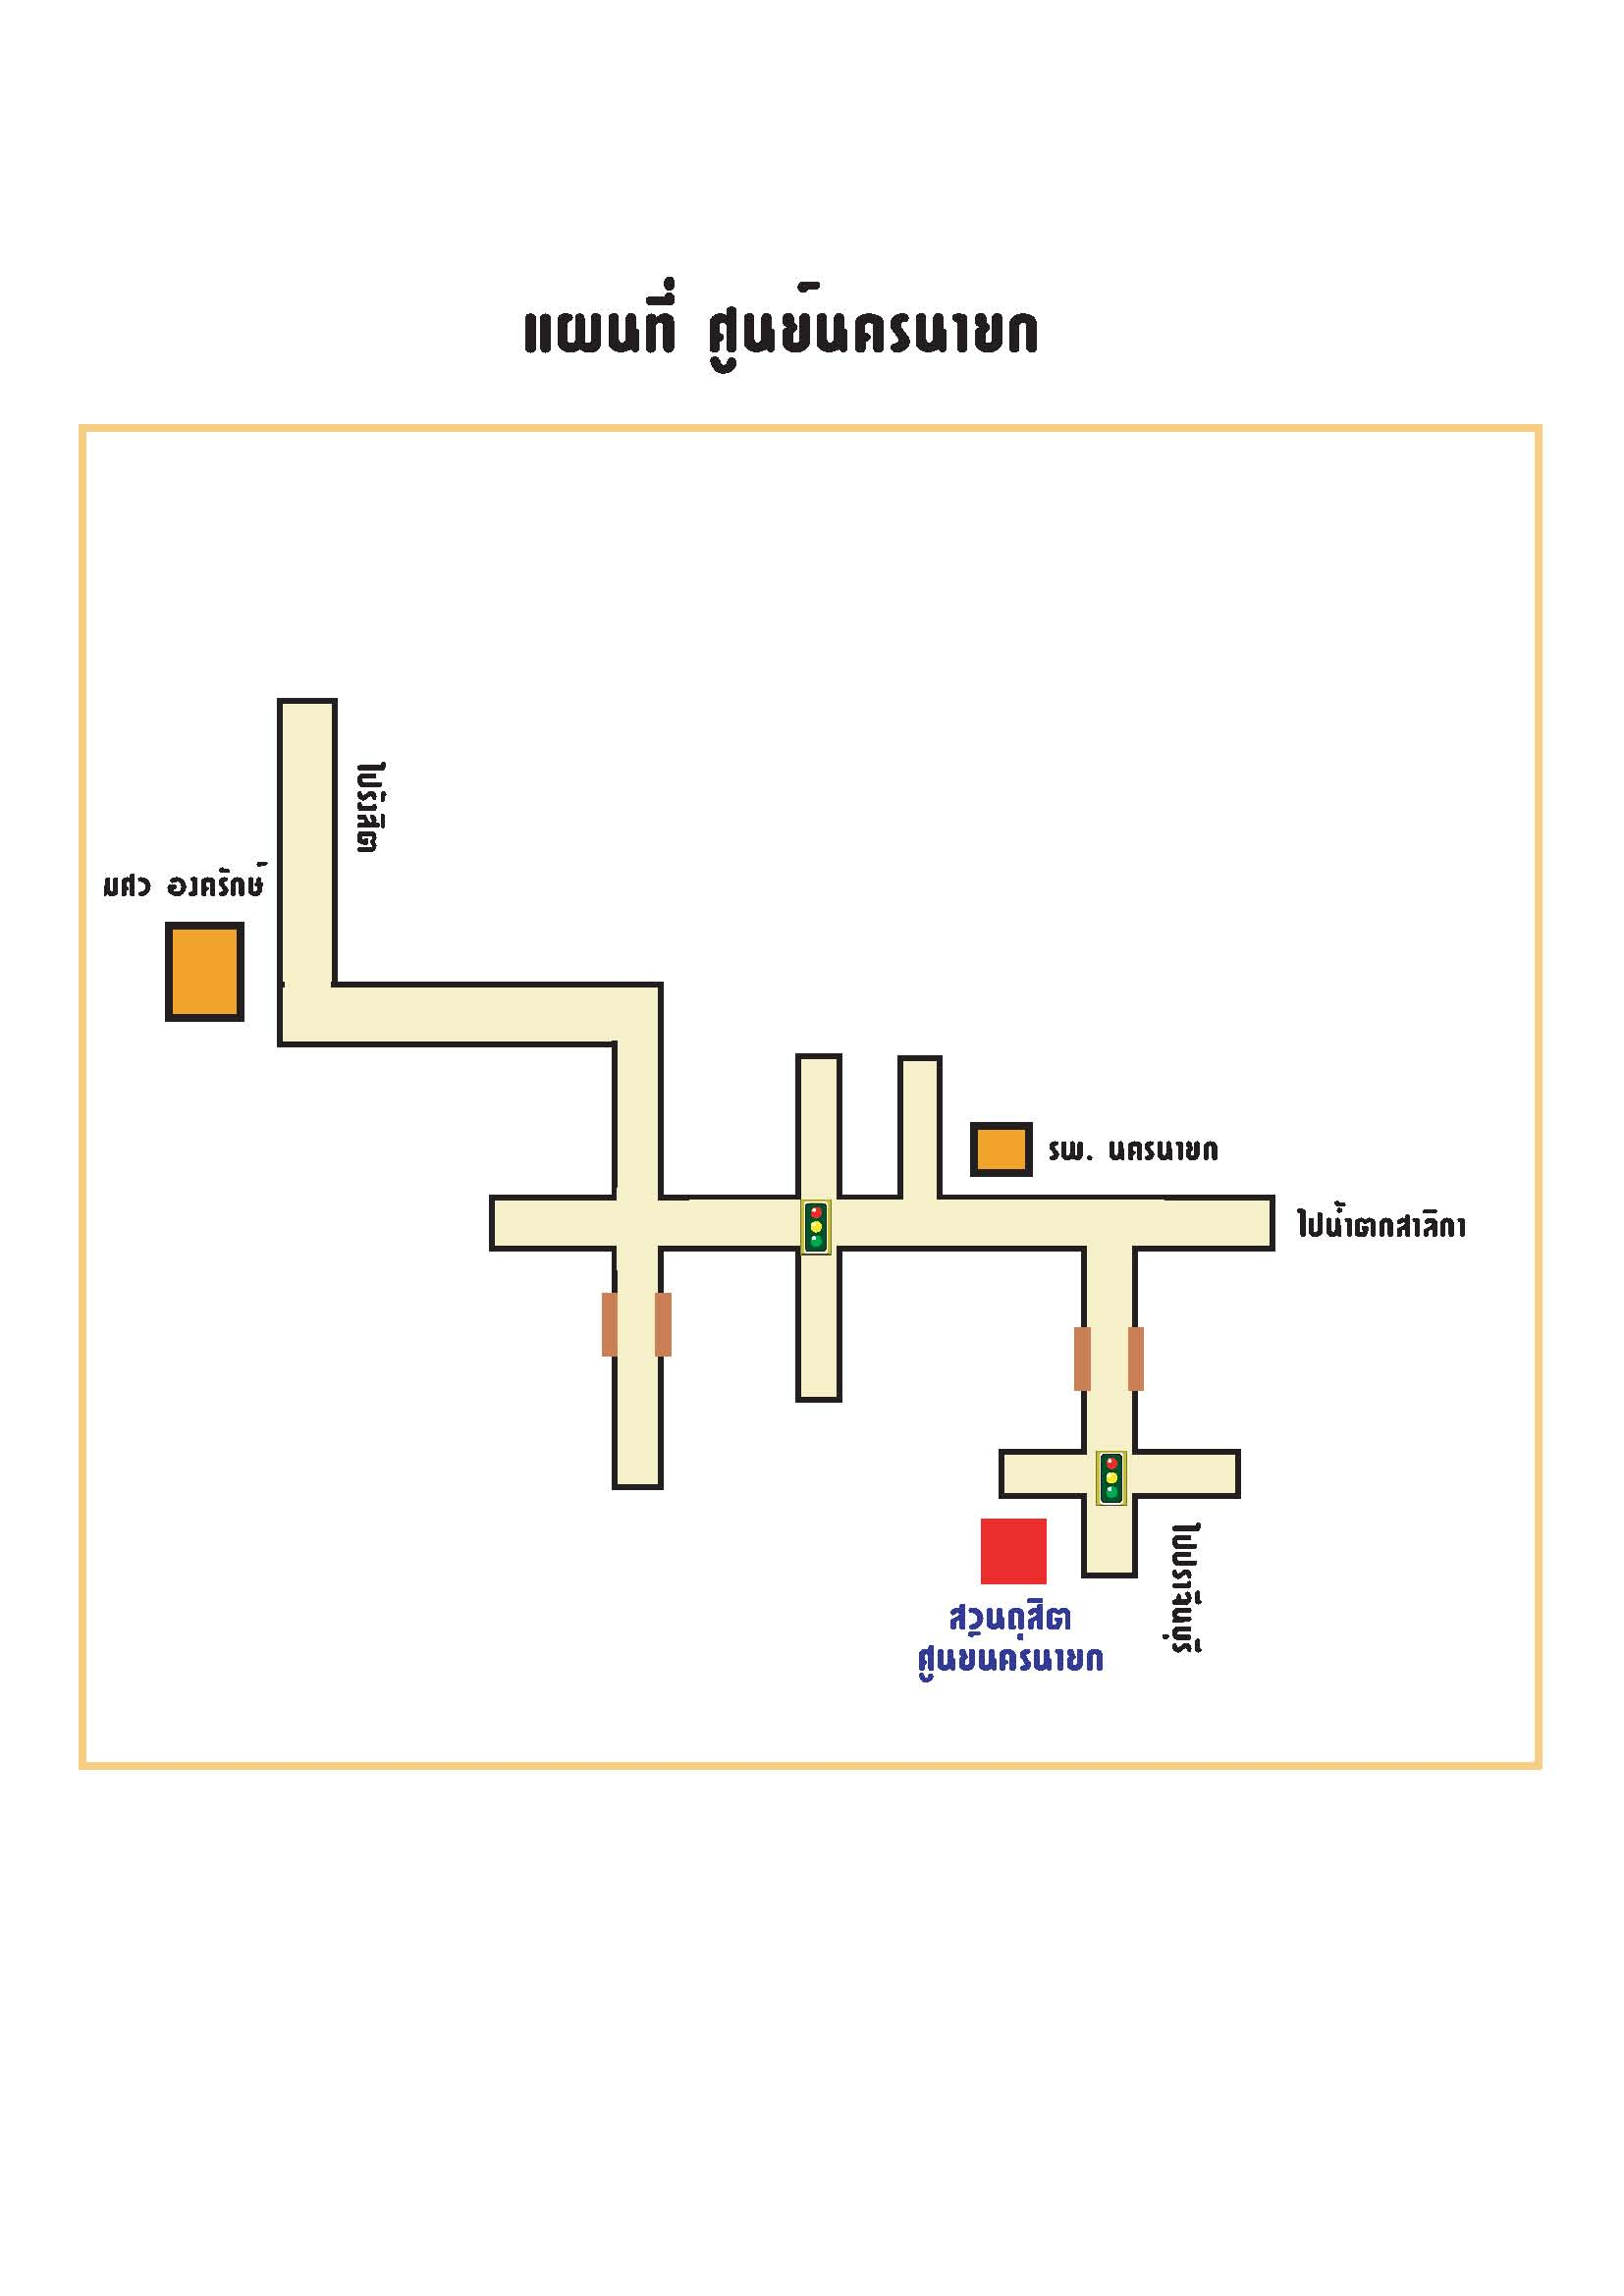 แผนที่ ศูนย์นครนายก
ไปรังสิต
มศว องครักษ์
รพ. นครนายก
ไปน้ำตกสาลิกา
ไปปราจีนบุรี
สวนดุสิต
ศูนย์นครนายก